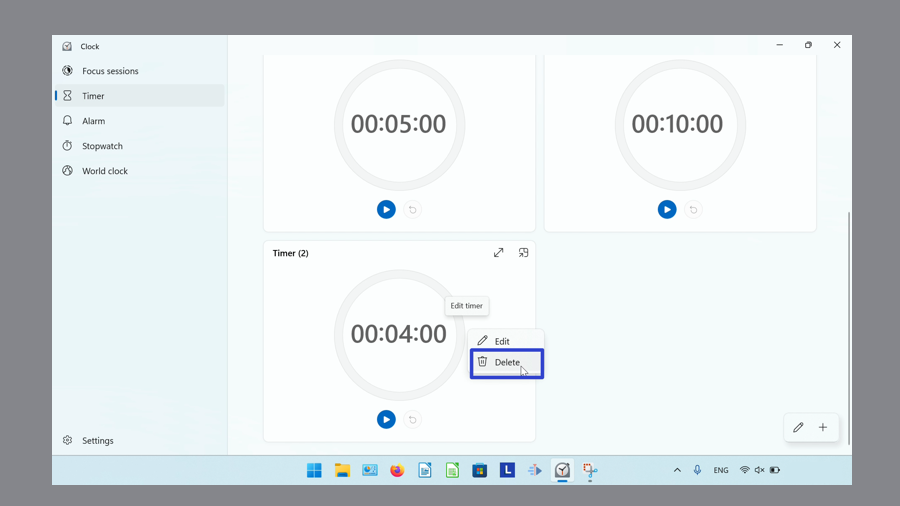 Clock
Focus sessions
Timer
Alarm
Stopwatch
World clock
Settings
00:05:00
00:10:00
Timer (2)
00:04:00
Edit timer
Edit
Delete
L
ENG